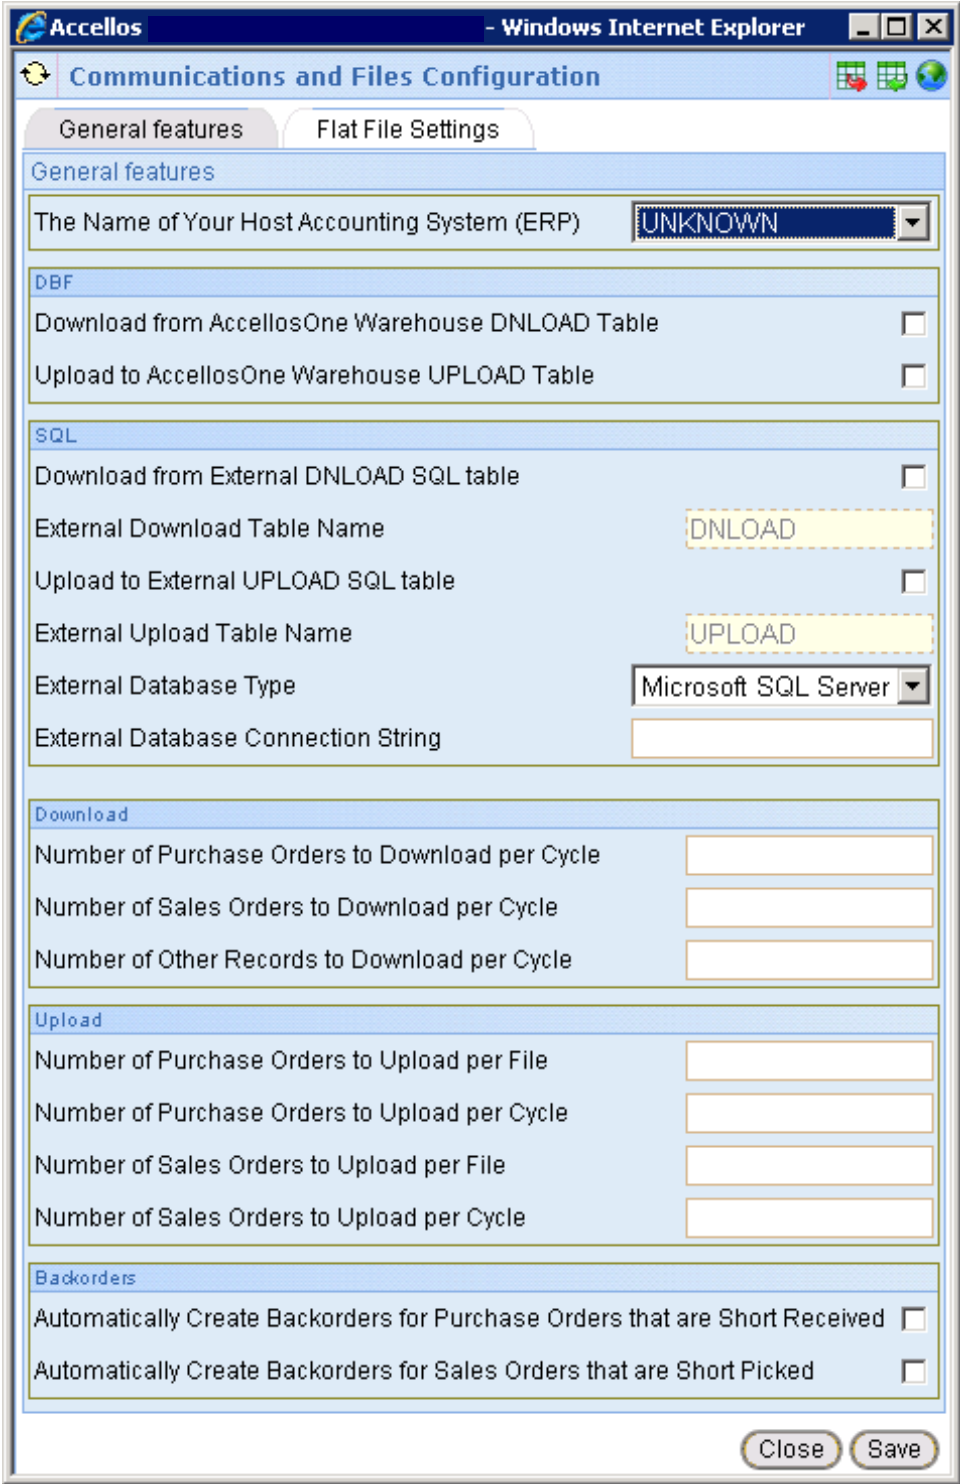 Accellos - Windows Internet Explorer
Communications and Files Configuration
General features Flat File Settings
General features
The Name of Your Host Accounting System (ERP) UNKNOWN
DBF
Download from AccellosOne Warehouse DNLOAD Table
Upload to AccellosOne Warehouse UPLOAD Table
SQL
Download from External DNLOAD SQL table
External Download Table Name DNLOAD
Upload to External UPLOAD SQL table
External Upload Table Name UPLOAD
External Database Type Microsoft SQL Server
External Database Connection String
Download
Number of Purchase Orders to Download per Cycle
Number of Sales Orders to Download per Cycle
Number of Other Records to Download per Cycle
Upload
Number of Purchase Orders to Upload per File
Number of Purchase Orders to Upload per Cycle
Number of Sales Orders to Upload per File
Number of Sales Orders to Upload per Cycle
Backorders
Automatically Create Backorders for Purchase Orders that are Short Received
Automatically Create Backorders for Sales Orders that are Short Picked
Close Save